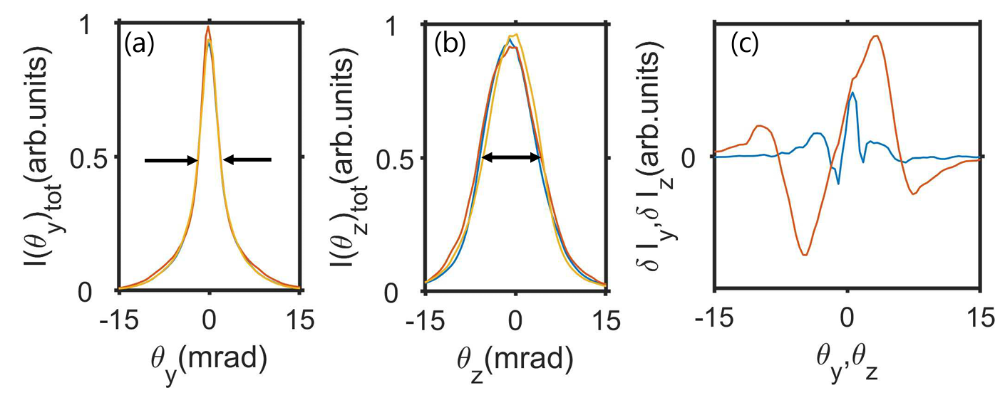 (a)
1
0.5
0
-15 0 15
θy(mrad)
I(θy)tot(arb.units)
(b)
1
0.5
0
-15 0 15
θz(mrad)
I(θz)tot(arb.units)
(c)
0
-15 0 15
θy,θz
δ Iy,δ Iz(arb.units)